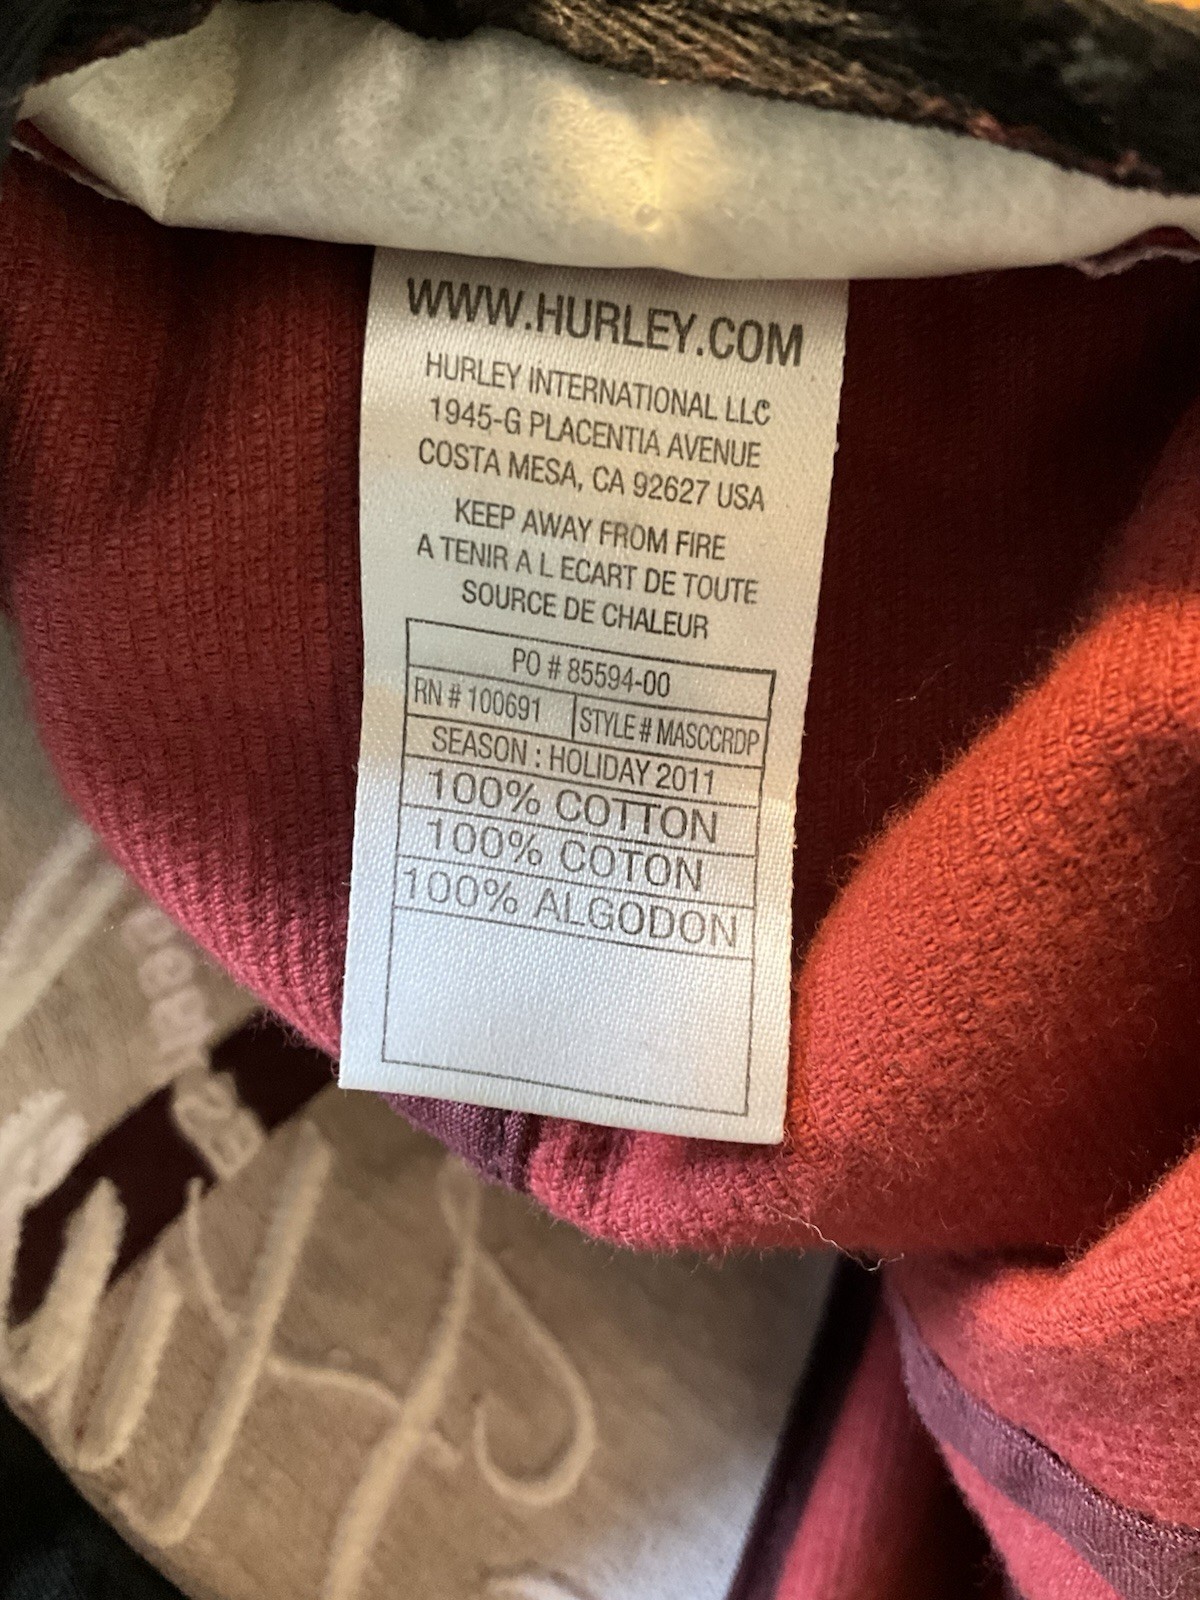 WWW.HURLEY.COM
HURLEY INTERNATIONAL LLC
1945-G PLACENTIA AVENUE
COSTA MESA, CA 92627 USA
KEEP AWAY FROM FIRE
A TENIR A L ECART DE TOUTE
SOURCE DE CHALEUR
PO # 85594-00
RN # 100691 STYLE # MASCCRDP
SEASON : HOLIDAY 2011
100% COTTON
100% COTON
100% ALGODON